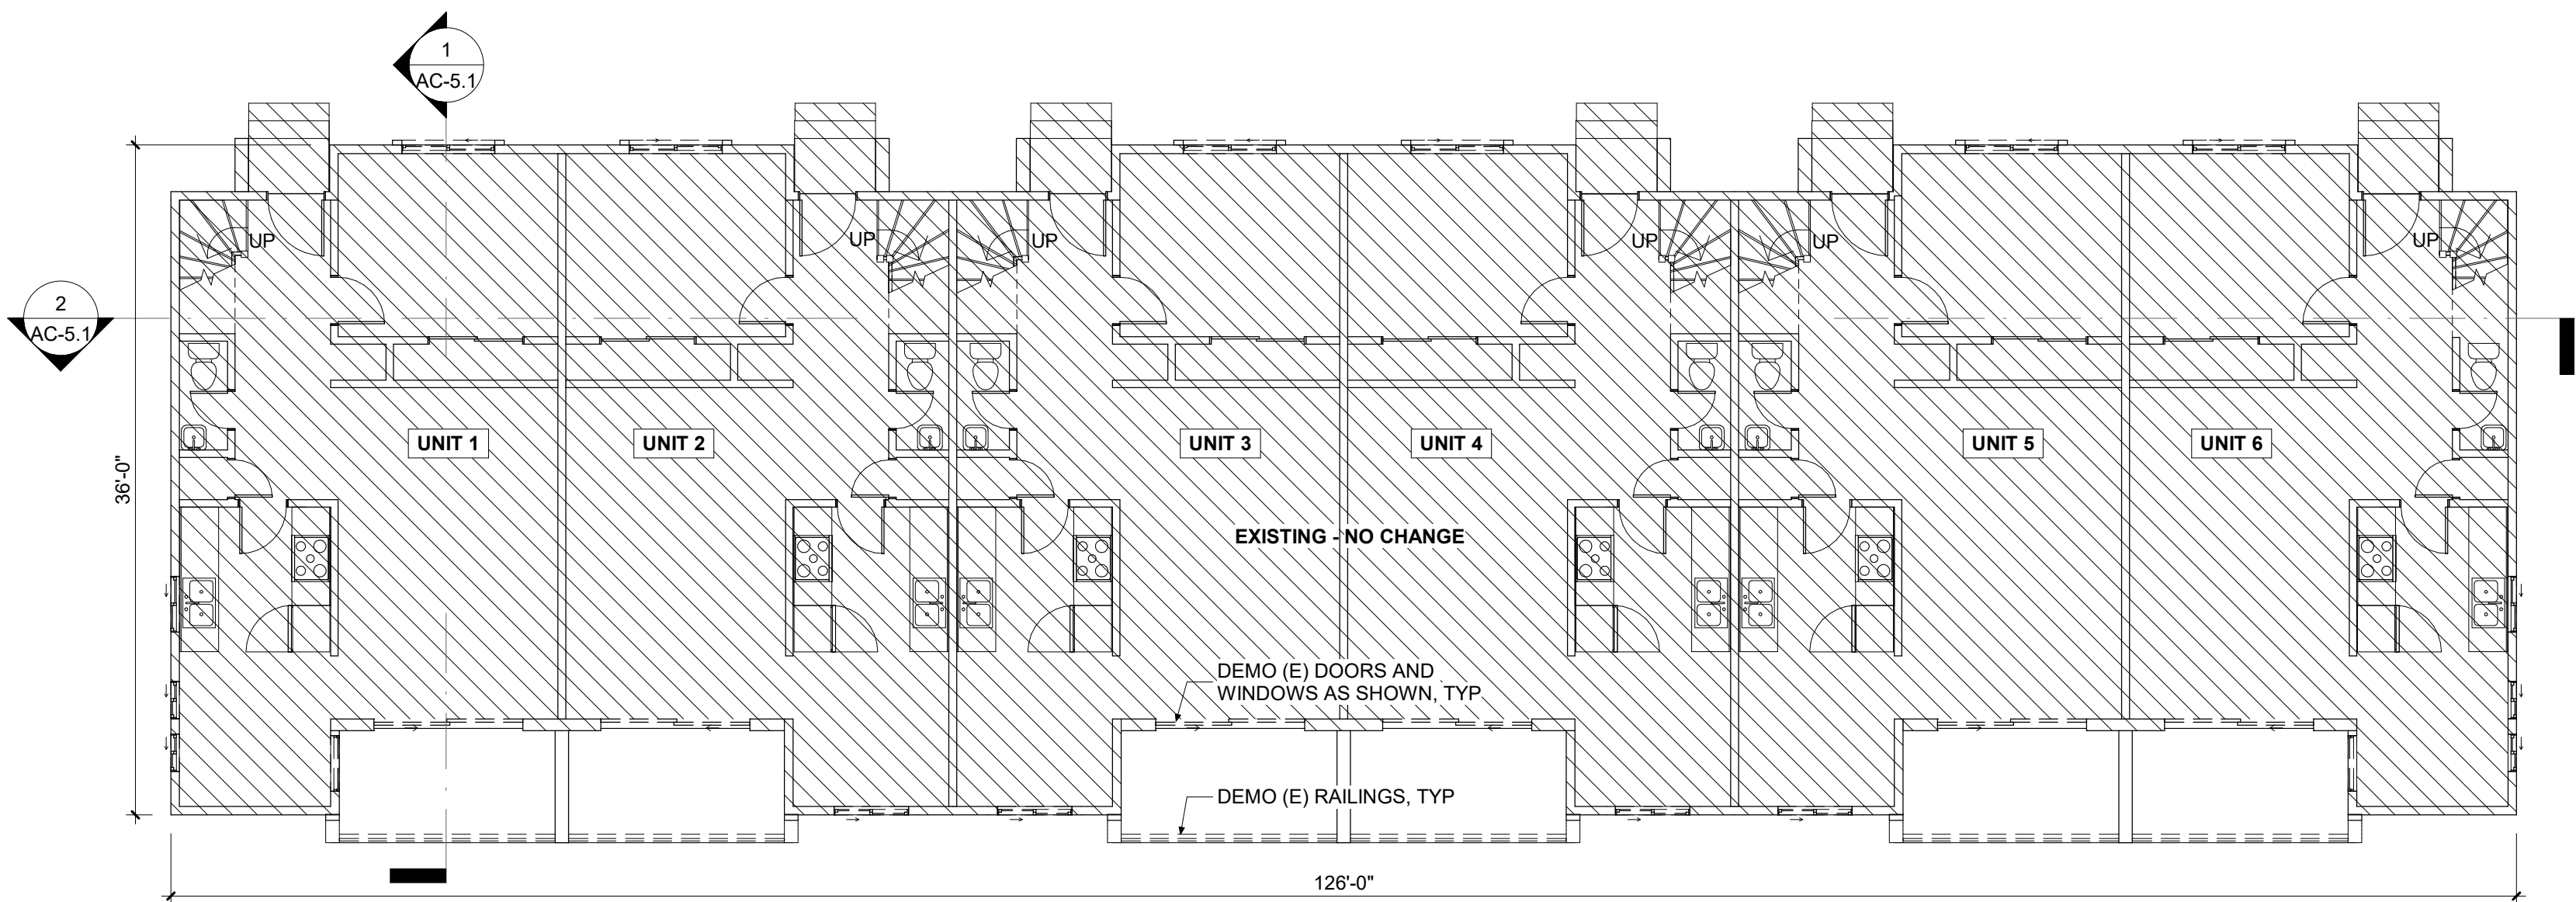 1
AC-5.1
UP
UP
UP
UP
UP
UP
2
AC-5.1
36'-0"
UNIT 1
UNIT 2
UNIT 3
UNIT 4
UNIT 5
UNIT 6
EXISTING - NO CHANGE
DEMO (E) DOORS AND
WINDOWS AS SHOWN, TYP
DEMO (E) RAILINGS, TYP
126'-0"